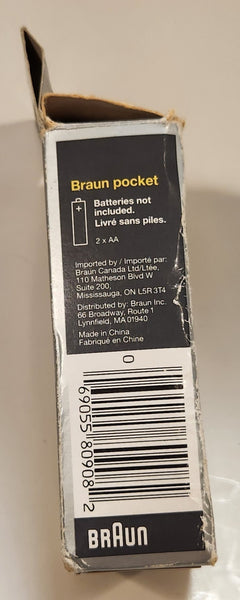 Braun pocket
+
Batteries not
included.
Livré sans piles.
2 x AA
Imported by / Importé par:
Braun Canada Ltd/Ltée,
110 Matheson Blvd W
Suite 200,
Mississauga, ON L5R 3T4
Distributed by: Braun Inc.
66 Broadway, Route 1
Lynnfield, MA 01940
Made in China
Fabriqué en Chine
0 69055 80908 2
BRAUN